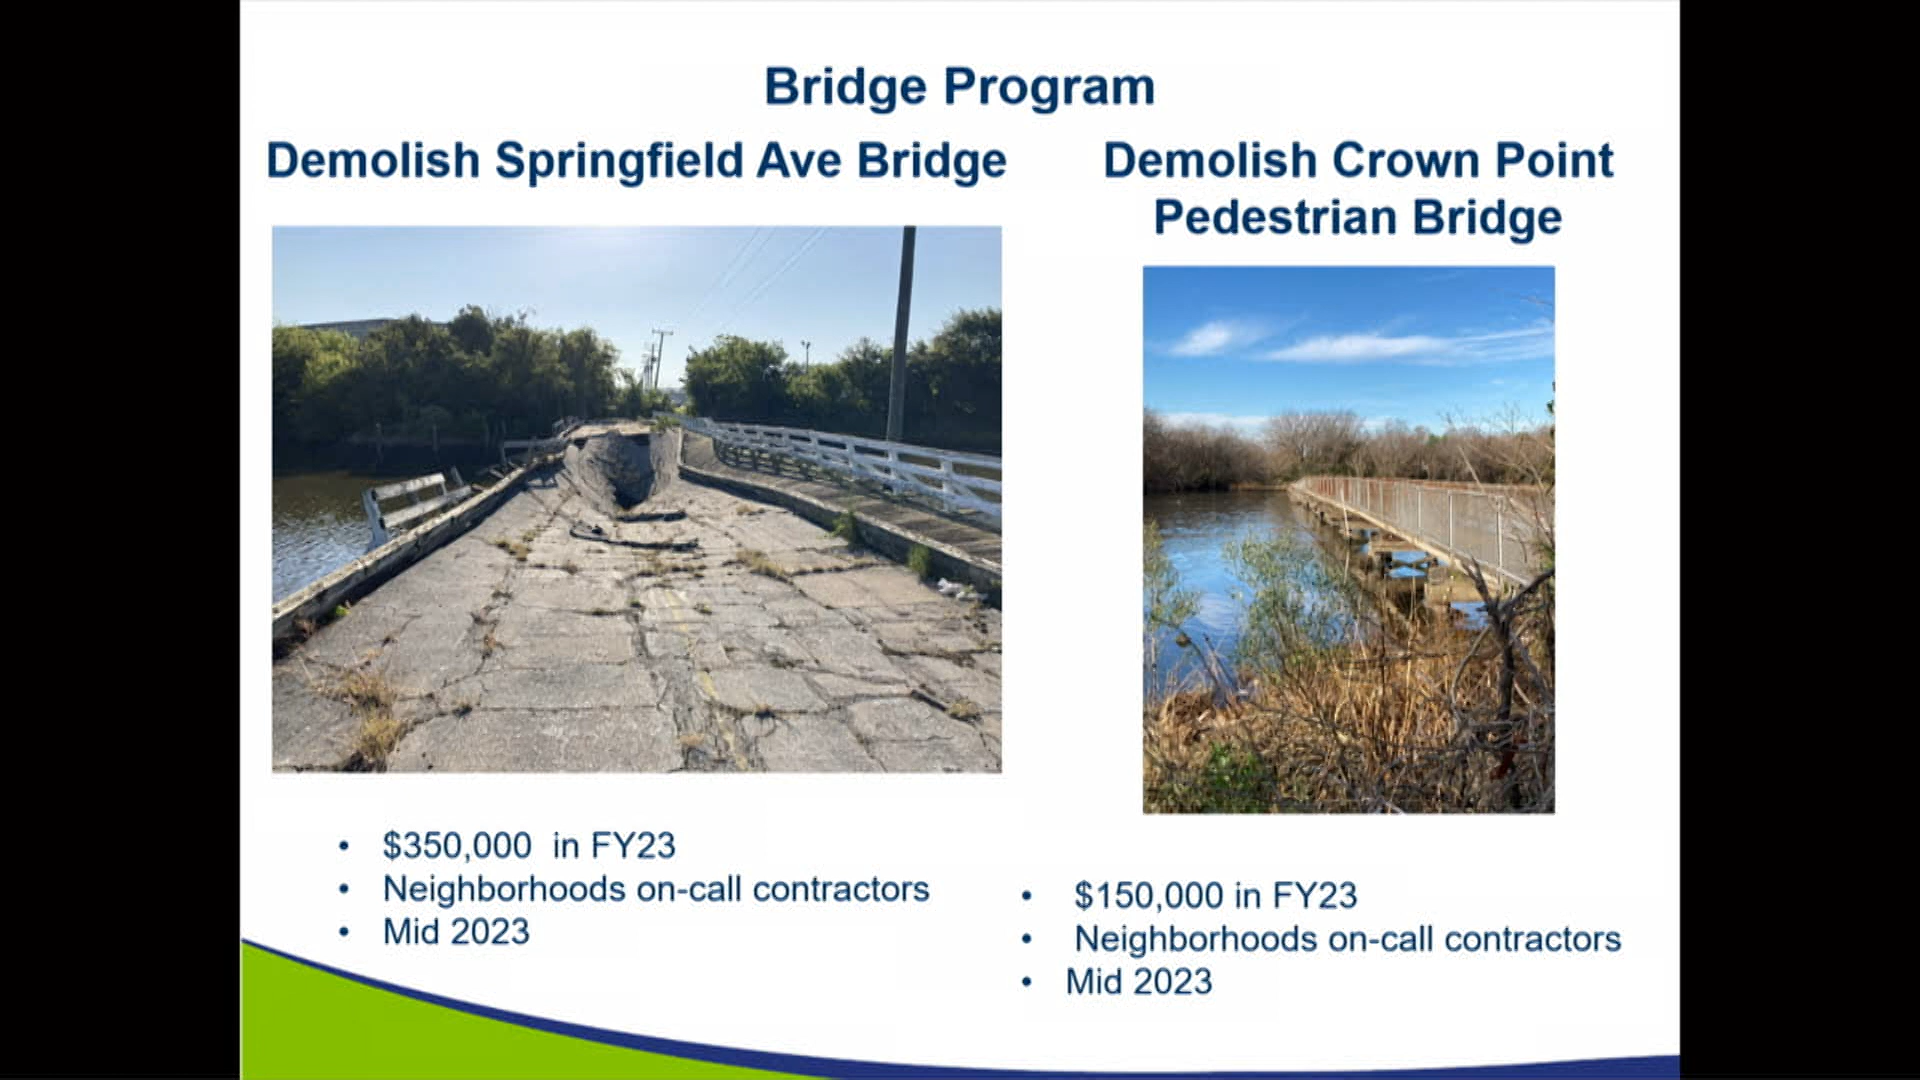 Bridge Program
Demolish Springfield Ave Bridge
• $350,000  in FY23
• Neighborhoods on-call contractors
• Mid 2023
Demolish Crown Point
Pedestrian Bridge
• $150,000 in FY23
• Neighborhoods on-call contractors
• Mid 2023